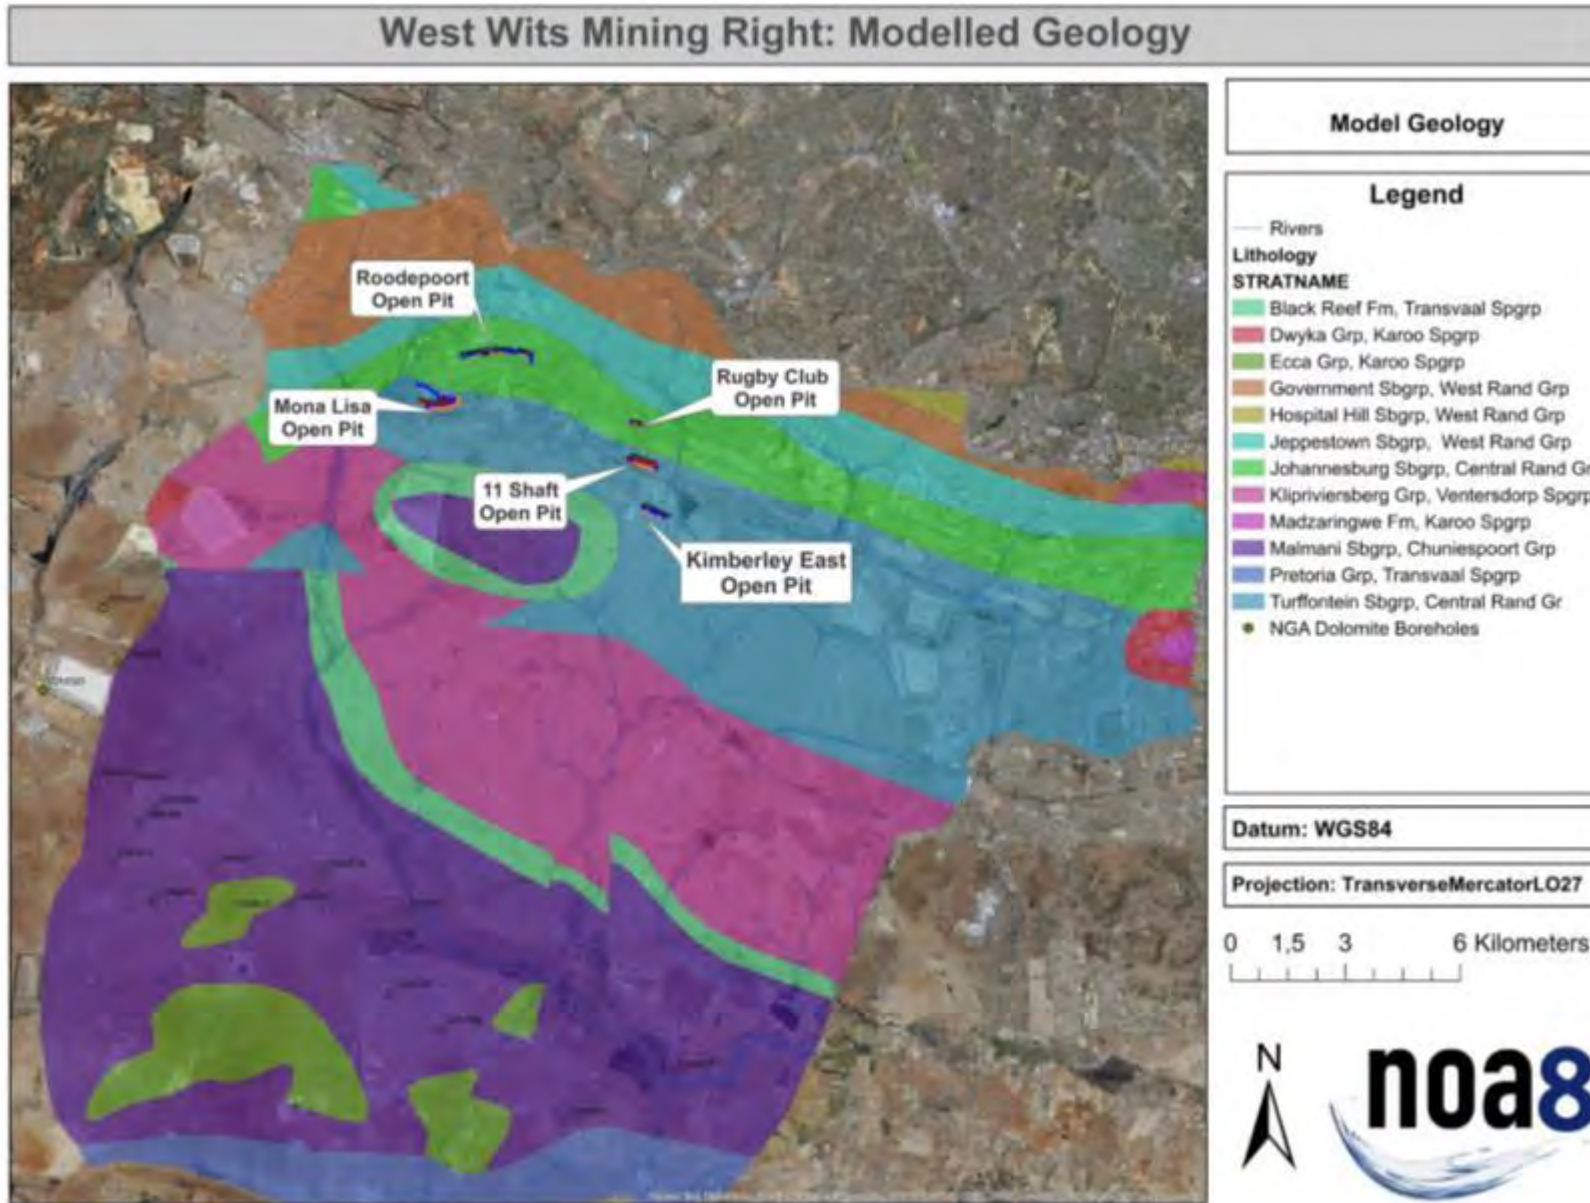 West Wits Mining Right: Modelled Geology
Roodepoort
Open Pit
Rugby Club
Open Pit
Mona Lisa
Open Pit
11 Shaft
Open Pit
Kimberley East
Open Pit
Model Geology
Legend
Rivers
Lithology
STRATNAME
Black Reef Fm, Transvaal Spgrp
Dwyka Grp, Karoo Spgrp
Ecca Grp, Karoo Spgrp
Government Sbgrp, West Rand Grp
Hospital Hill Sbgrp, West Rand Grp
Jeppestown Sbgrp, West Rand Grp
Johannesburg Sbgrp, Central Rand Gr
Klipriviersberg Grp, Ventersdorp Spgrp
Madzaringwe Fm, Karoo Spgrp
Malmani Sbgrp, Chuniespoort Grp
Pretoria Grp, Transvaal Spgrp
Turffontein Sbgrp, Central Rand Gr
NGA Dolomite Boreholes
Datum: WGS84
Projection: TransverseMercatorLO27
0 1,5 3 6 Kilometers
N
noa8